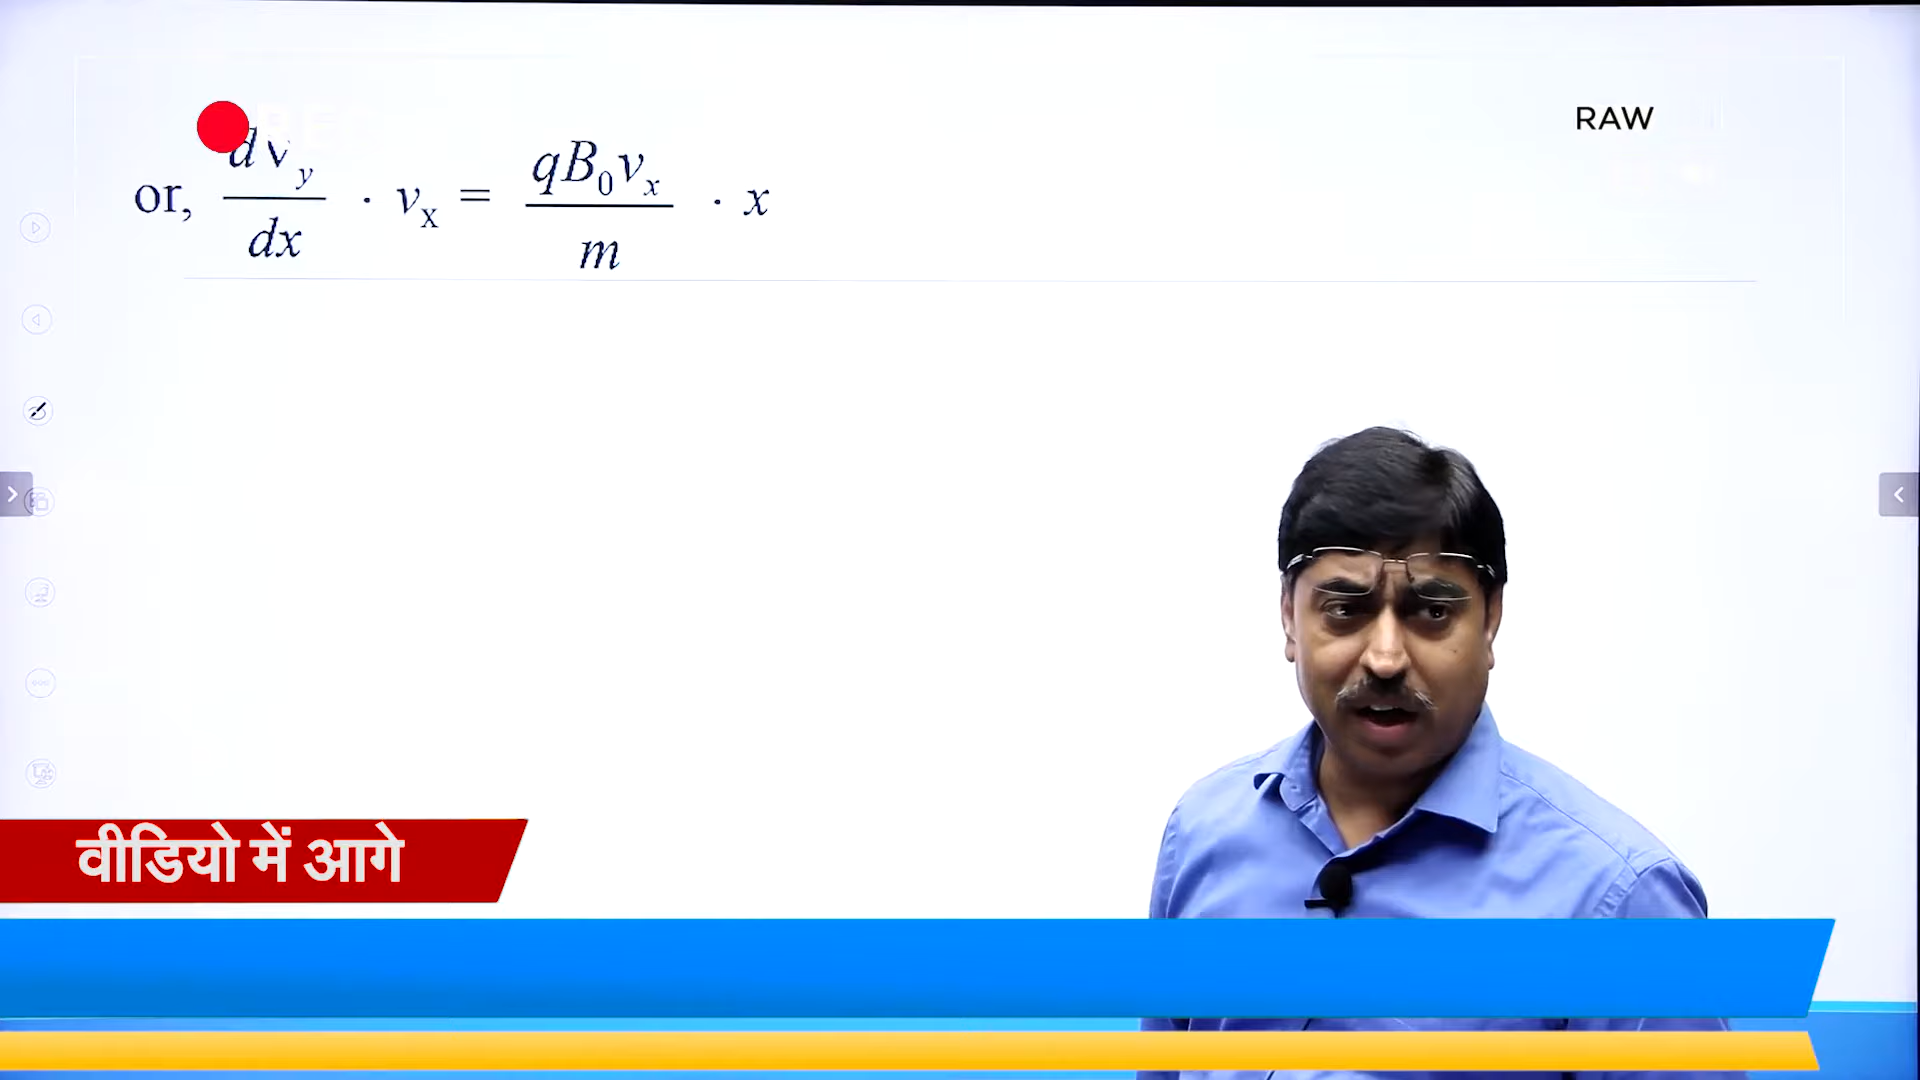 RAW
or, dv_y/dx · v_x = qB_0v_x/m · x
वीडियो में आगे